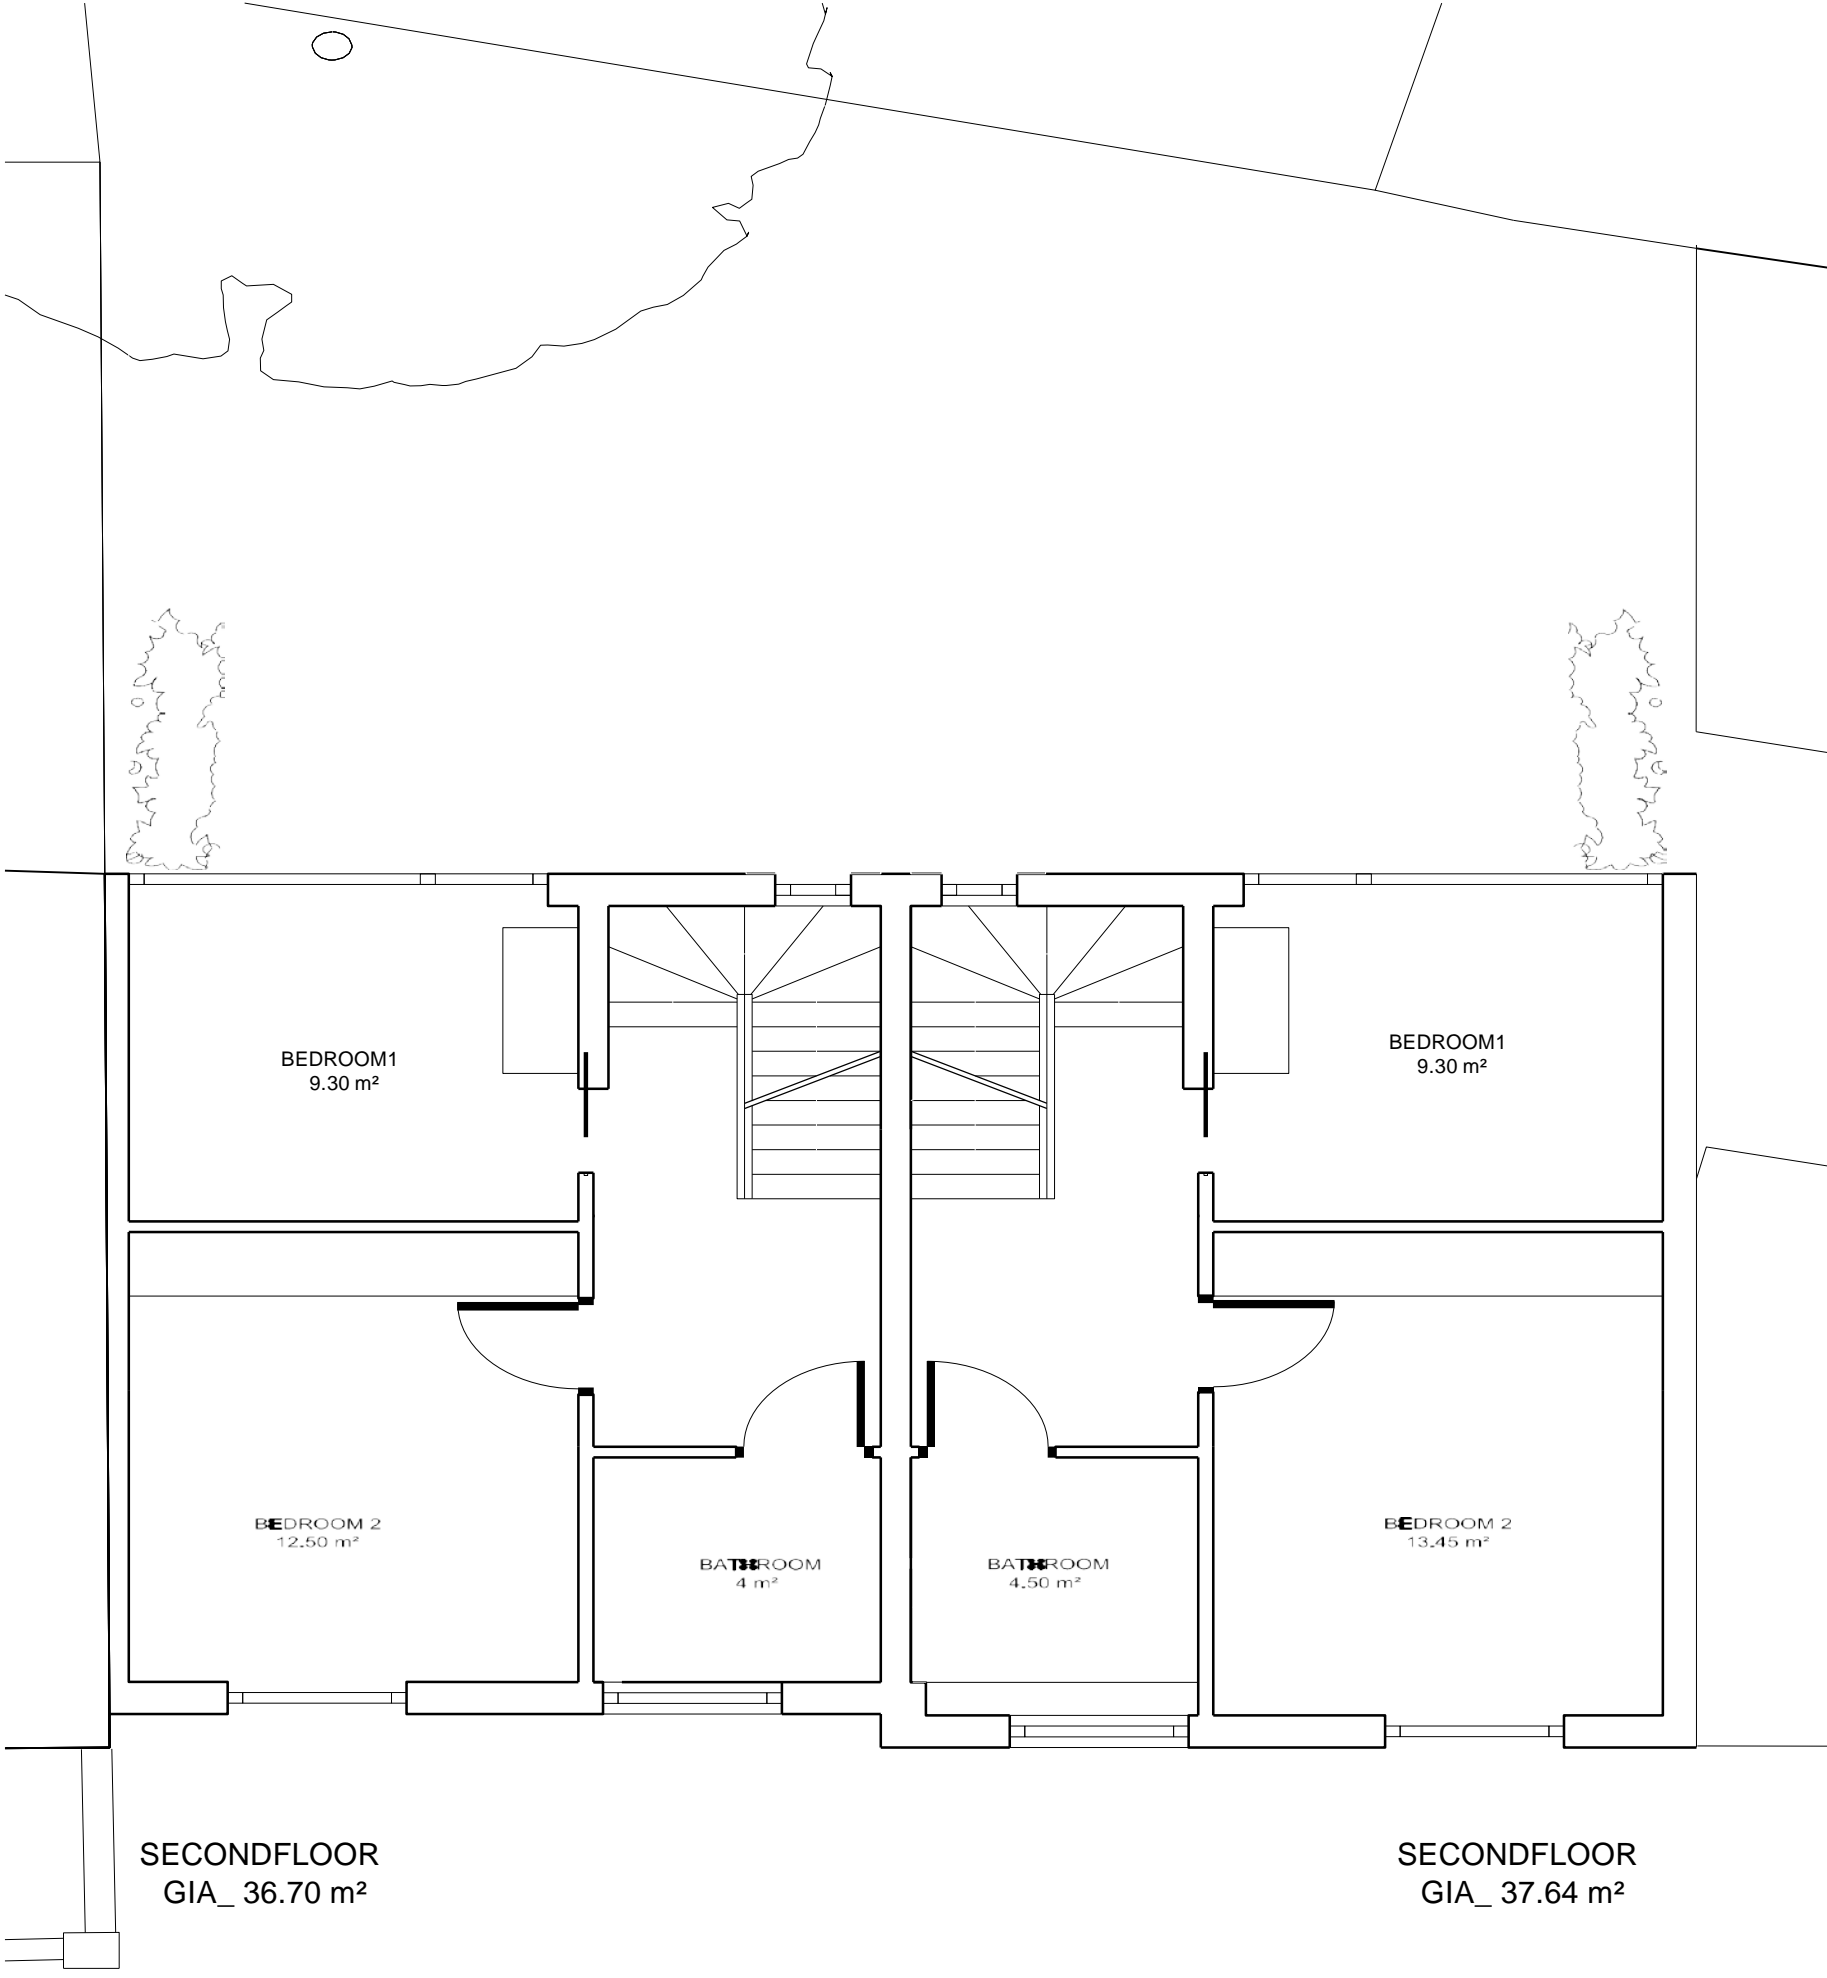 BEDROOM1
9.30 m²
BEDROOM1
9.30 m²
BEDROOM 2
12.50 m²
BATHROOM
4 m²
BATHROOM
4.50 m²
BEDROOM 2
13.45 m²
SECONDFLOOR
GIA_ 36.70 m²
SECONDFLOOR
GIA_ 37.64 m²